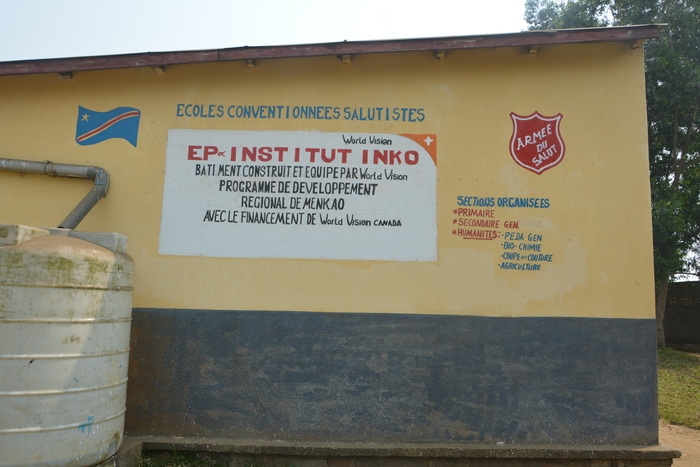 ECOLES CONVENTIONNEES SALUTISTES
World Vision
EP& INSTITUT INKO
BATIMENT CONSTRUIT ET EQUIPE PAR World Vision
PROGRAMME DE DEVELOPPEMENT
REGIONAL DE MENKAO
AVEC LE FINANCEMENT DE World Vision CANADA
ARMEE
DU
SALUT
SECTIONS ORGANISEES
*PRIMAIRE
*SECONDAIRE GEN
*HUMANITES:-PEDA GEN
-BIO-CHIMIE
-COUPE ET COUTURE
-AGRICULTURE